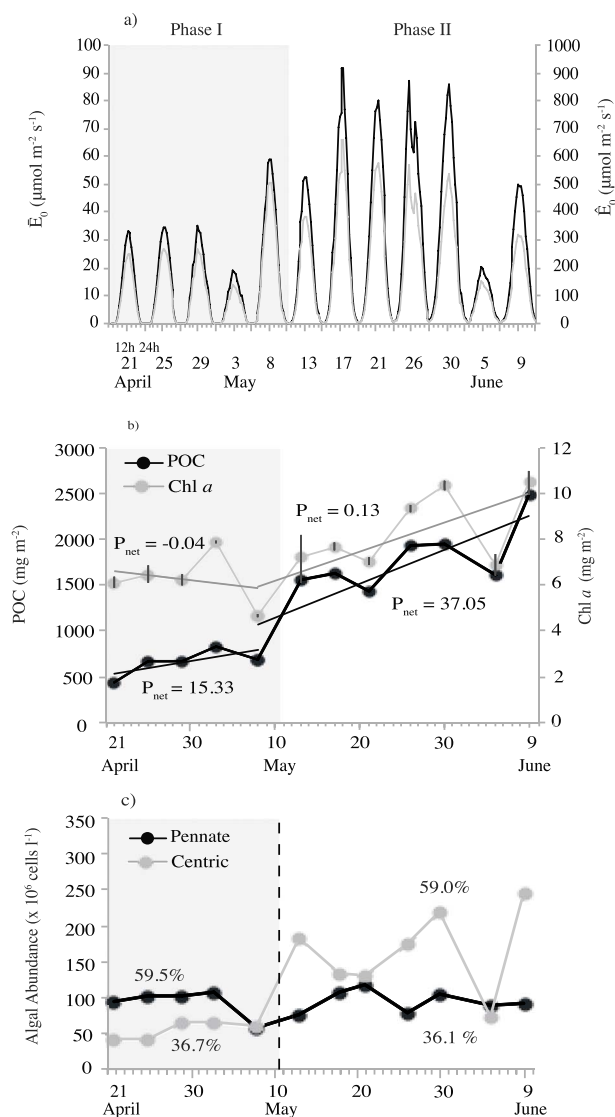 a)
Phase I Phase II
100 1000
90 900
80 800
70 700
60 600
50 500
40 400
30 300
20 200
10 100
0 0
Ē₀ (µmol m⁻² s⁻¹)
Ê₀ (µmol m⁻² s⁻¹)
12h 24h
21 25 29 3 8 13 17 21 26 30 5 9
April May June
b)
3000 12
2500 10
2000 8
1500 6
1000 4
500 2
0 0
POC (mg m⁻²)
Chl a (mg m⁻²)
POC
Chl a
Pnet = -0.04
Pnet = 0.13
Pnet = 37.05
Pnet = 15.33
21 30 10 20 30 9
April May June
c)
350
300
250
200
150
100
50
0
Algal Abundance (x 10⁶ cells l⁻¹)
Pennate
Centric
59.5%
36.7%
59.0%
36.1 %
21 30 10 20 30 9
April May June